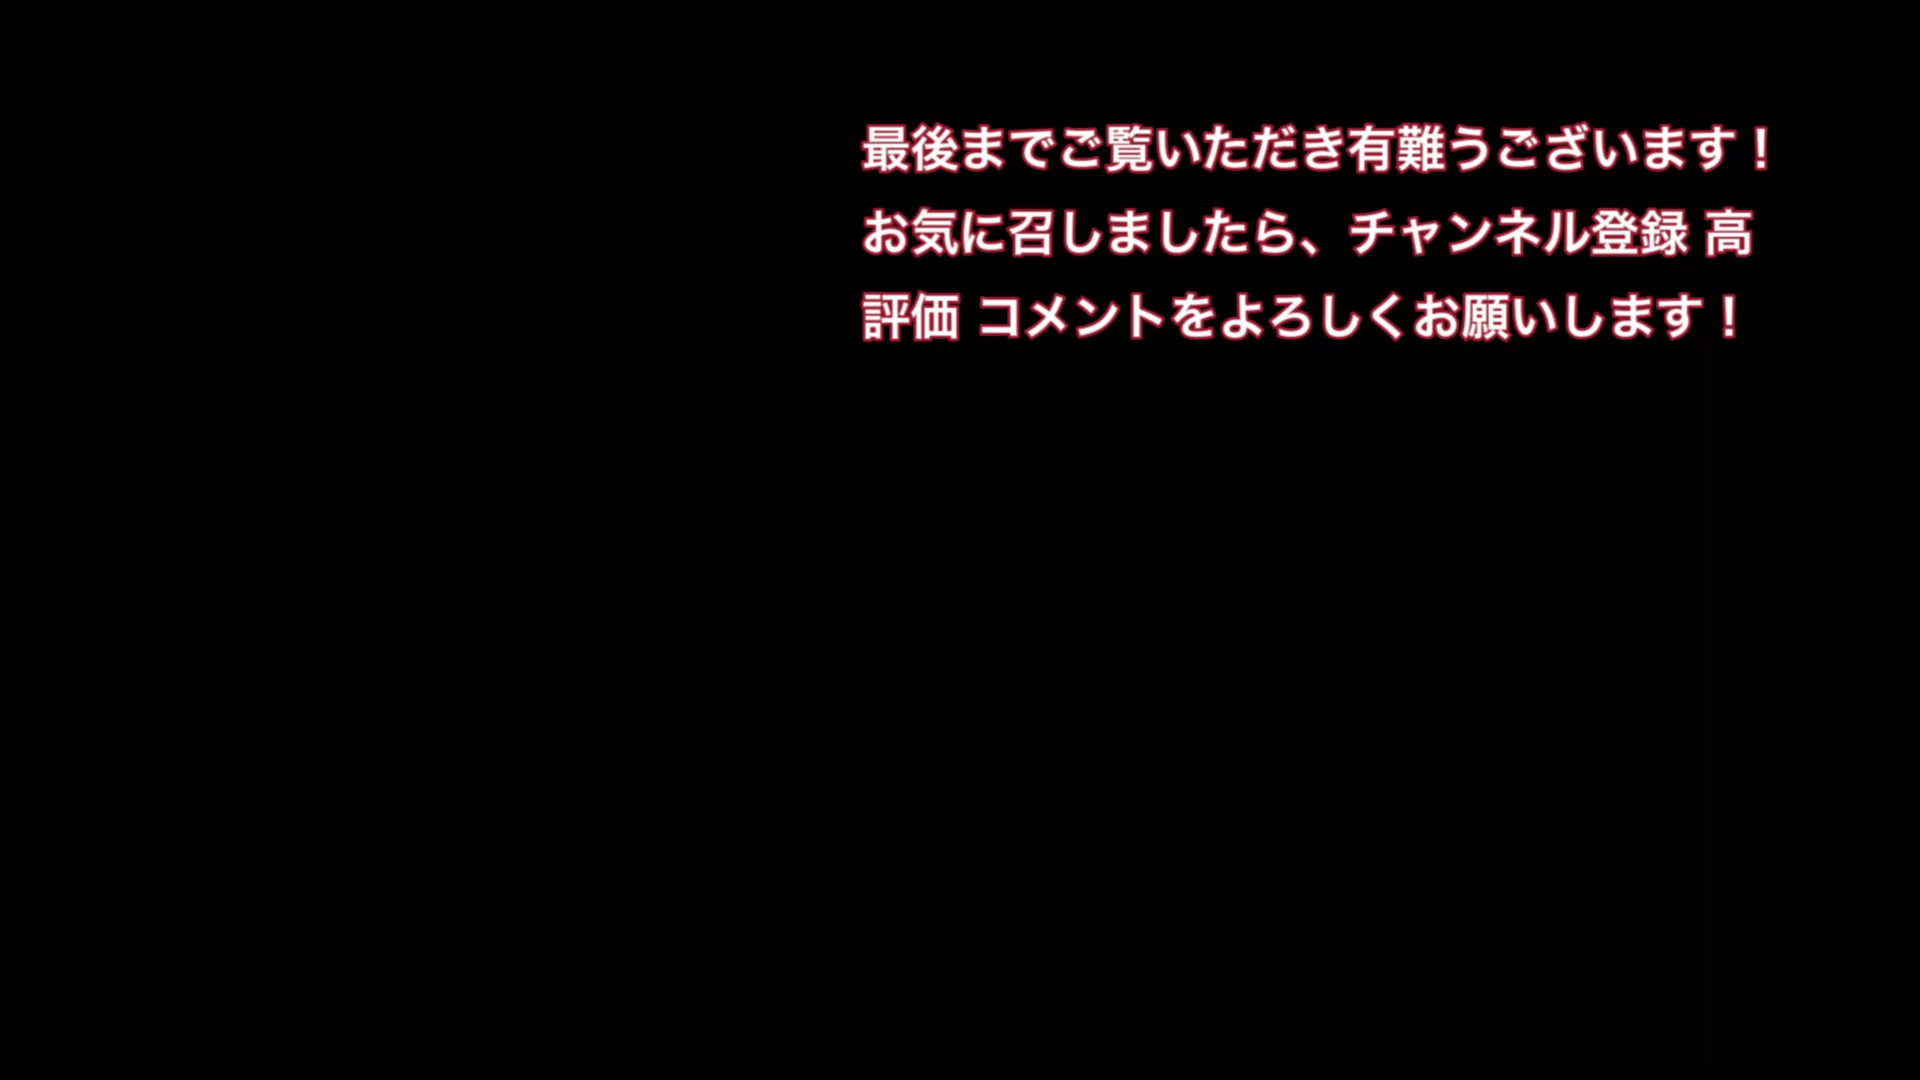 最後までご覧いただき有難うございます！
お気に召しましたら、チャンネル登録 高
評価 コメントをよろしくお願いします！